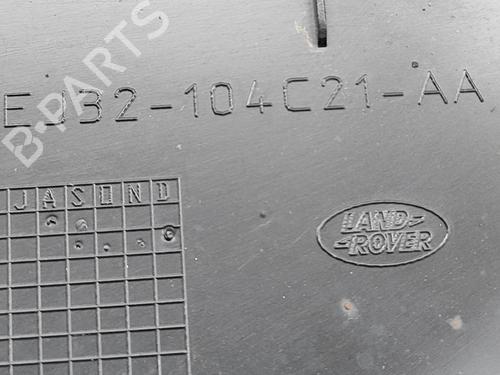 EJ32-104C21-AA
JASOND
LAND-
-ROVER
B-PARTS